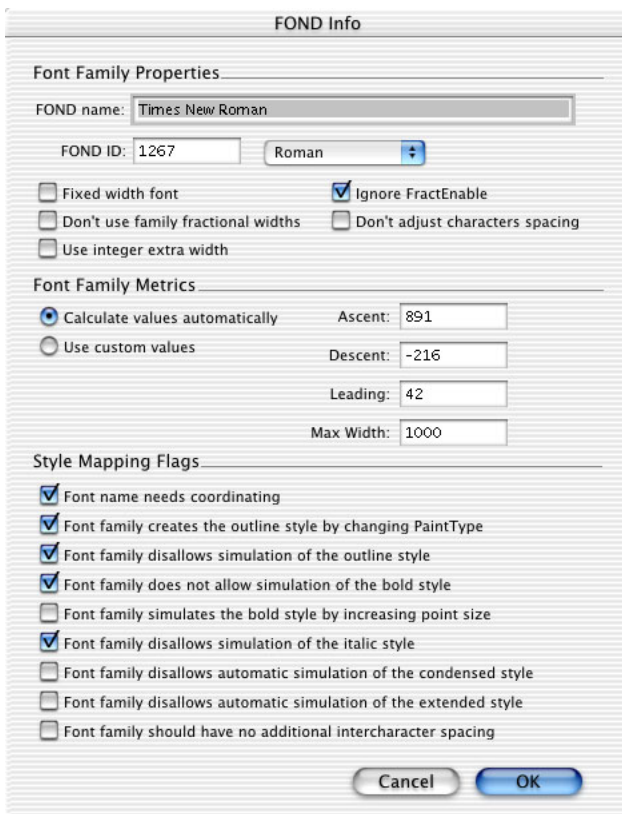 FOND Info
Font Family Properties
FOND name: Times New Roman
FOND ID: 1267 Roman
Fixed width font Ignore FractEnable
Don't use family fractional widths Don't adjust characters spacing
Use integer extra width
Font Family Metrics
Calculate values automatically Ascent: 891
Use custom values Descent: -216
Leading: 42
Max Width: 1000
Style Mapping Flags
Font name needs coordinating
Font family creates the outline style by changing PaintType
Font family disallows simulation of the outline style
Font family does not allow simulation of the bold style
Font family simulates the bold style by increasing point size
Font family disallows simulation of the italic style
Font family disallows automatic simulation of the condensed style
Font family disallows automatic simulation of the extended style
Font family should have no additional intercharacter spacing
Cancel OK